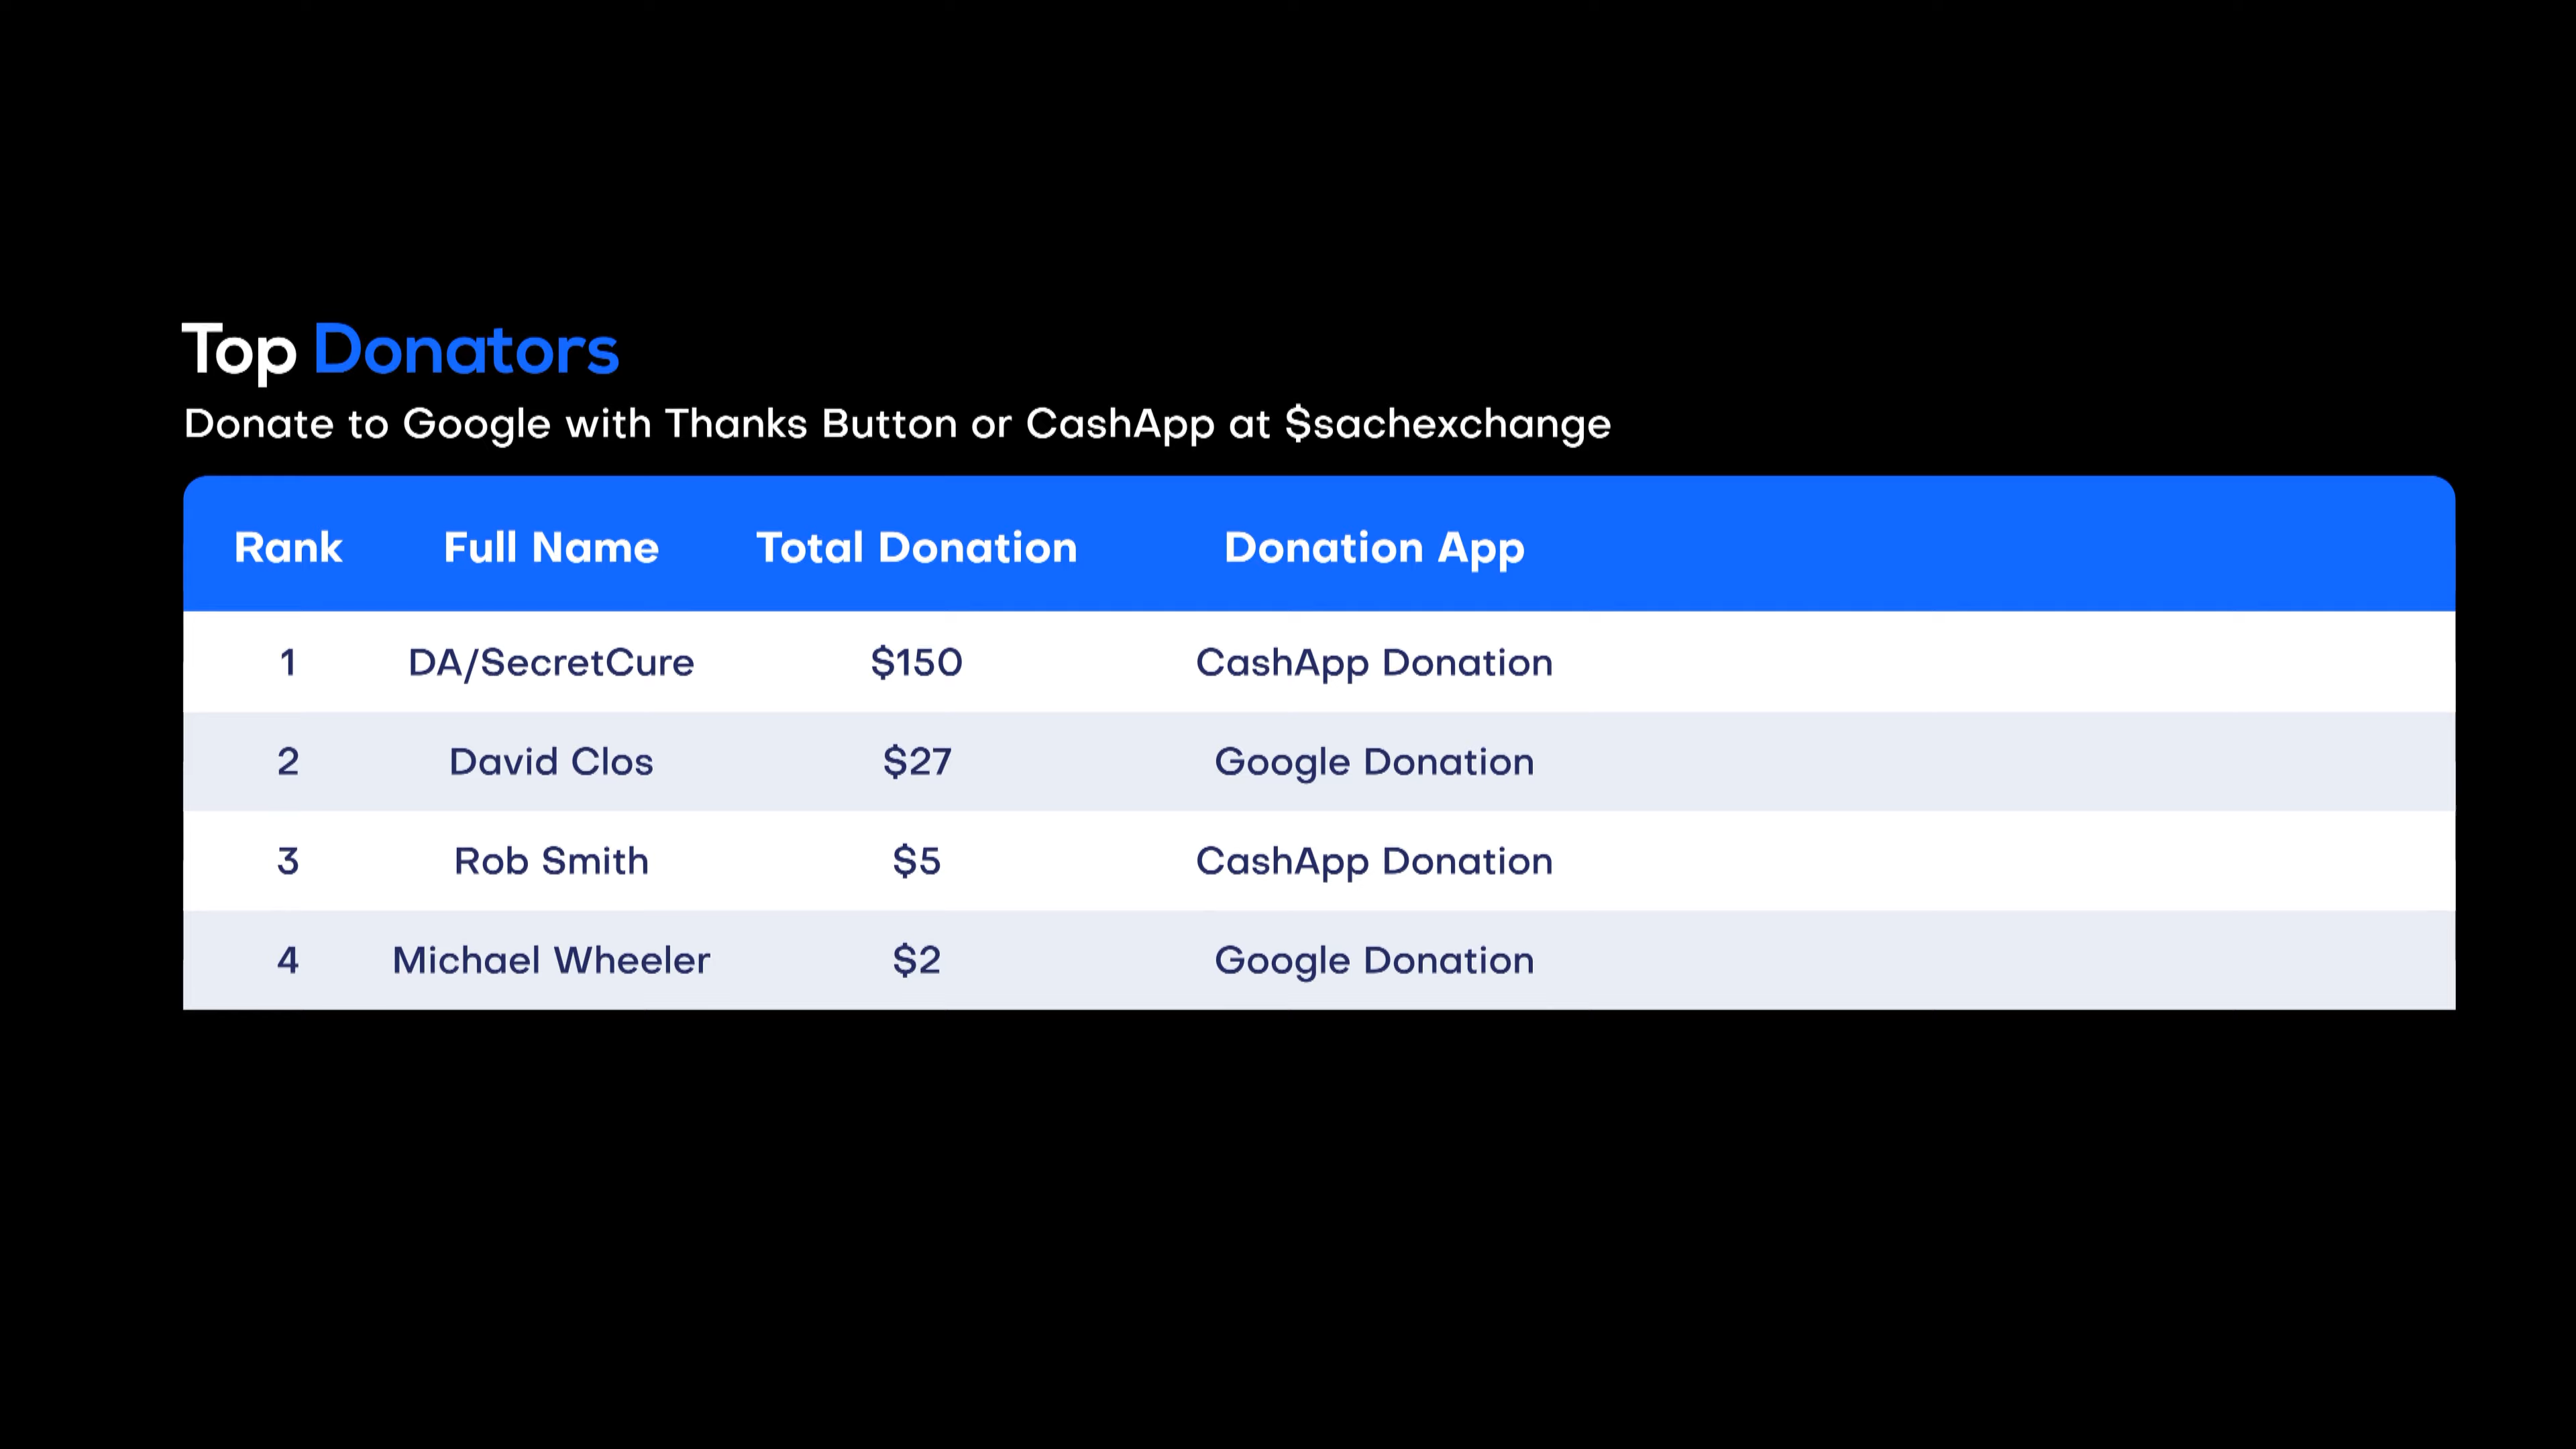 Top Donators
Donate to Google with Thanks Button or CashApp at $sachexchange
Rank Full Name Total Donation Donation App
1 DA/SecretCure $150 CashApp Donation
2 David Clos $27 Google Donation
3 Rob Smith $5 CashApp Donation
4 Michael Wheeler $2 Google Donation